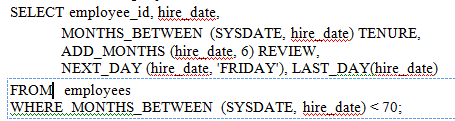 SELECT employee_id, hire_date,
MONTHS_BETWEEN (SYSDATE, hire_date) TENURE,
ADD_MONTHS (hire_date, 6) REVIEW,
NEXT_DAY (hire_date, 'FRIDAY'), LAST_DAY(hire_date)
FROM employees
WHERE MONTHS_BETWEEN (SYSDATE, hire_date) < 70;